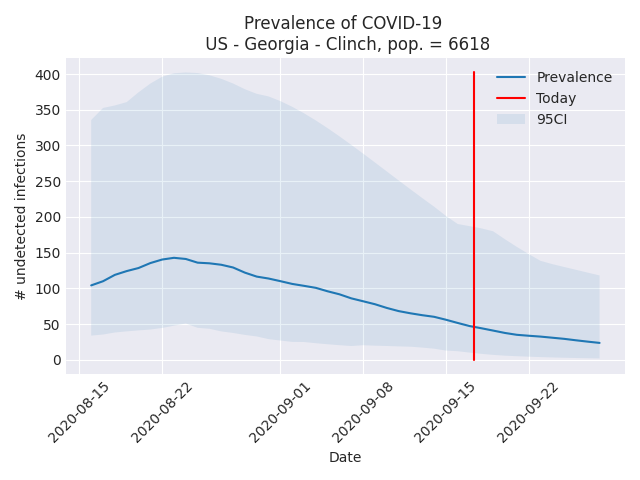 Prevalence of COVID-19
US - Georgia - Clinch, pop. = 6618
400
350
300
250
200
150
100
50
0
# undetected infections
Prevalence
Today
95CI
2020-08-15
2020-08-22
2020-09-01
2020-09-08
2020-09-15
2020-09-22
Date